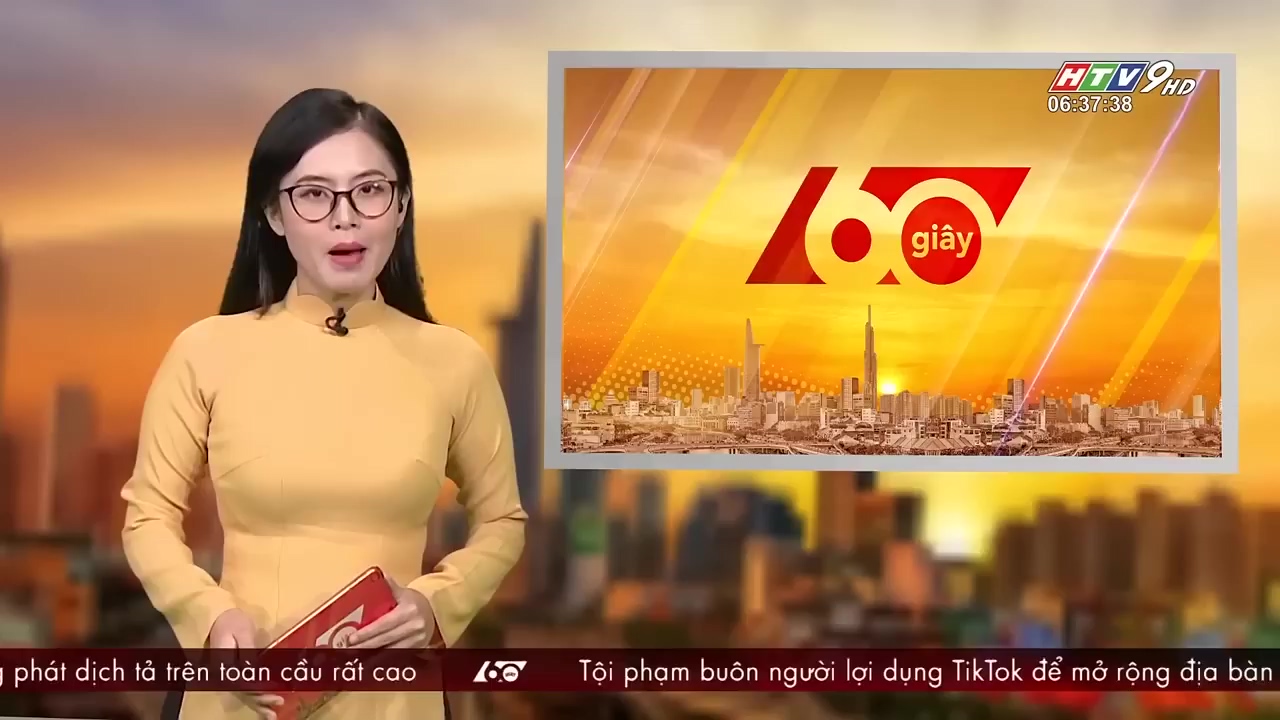 HTV9HD
06:37:38
60
giây
phát dịch tả trên toàn cầu rất cao 60 giây Tội phạm buôn người lợi dụng TikTok để mở rộng địa bàn